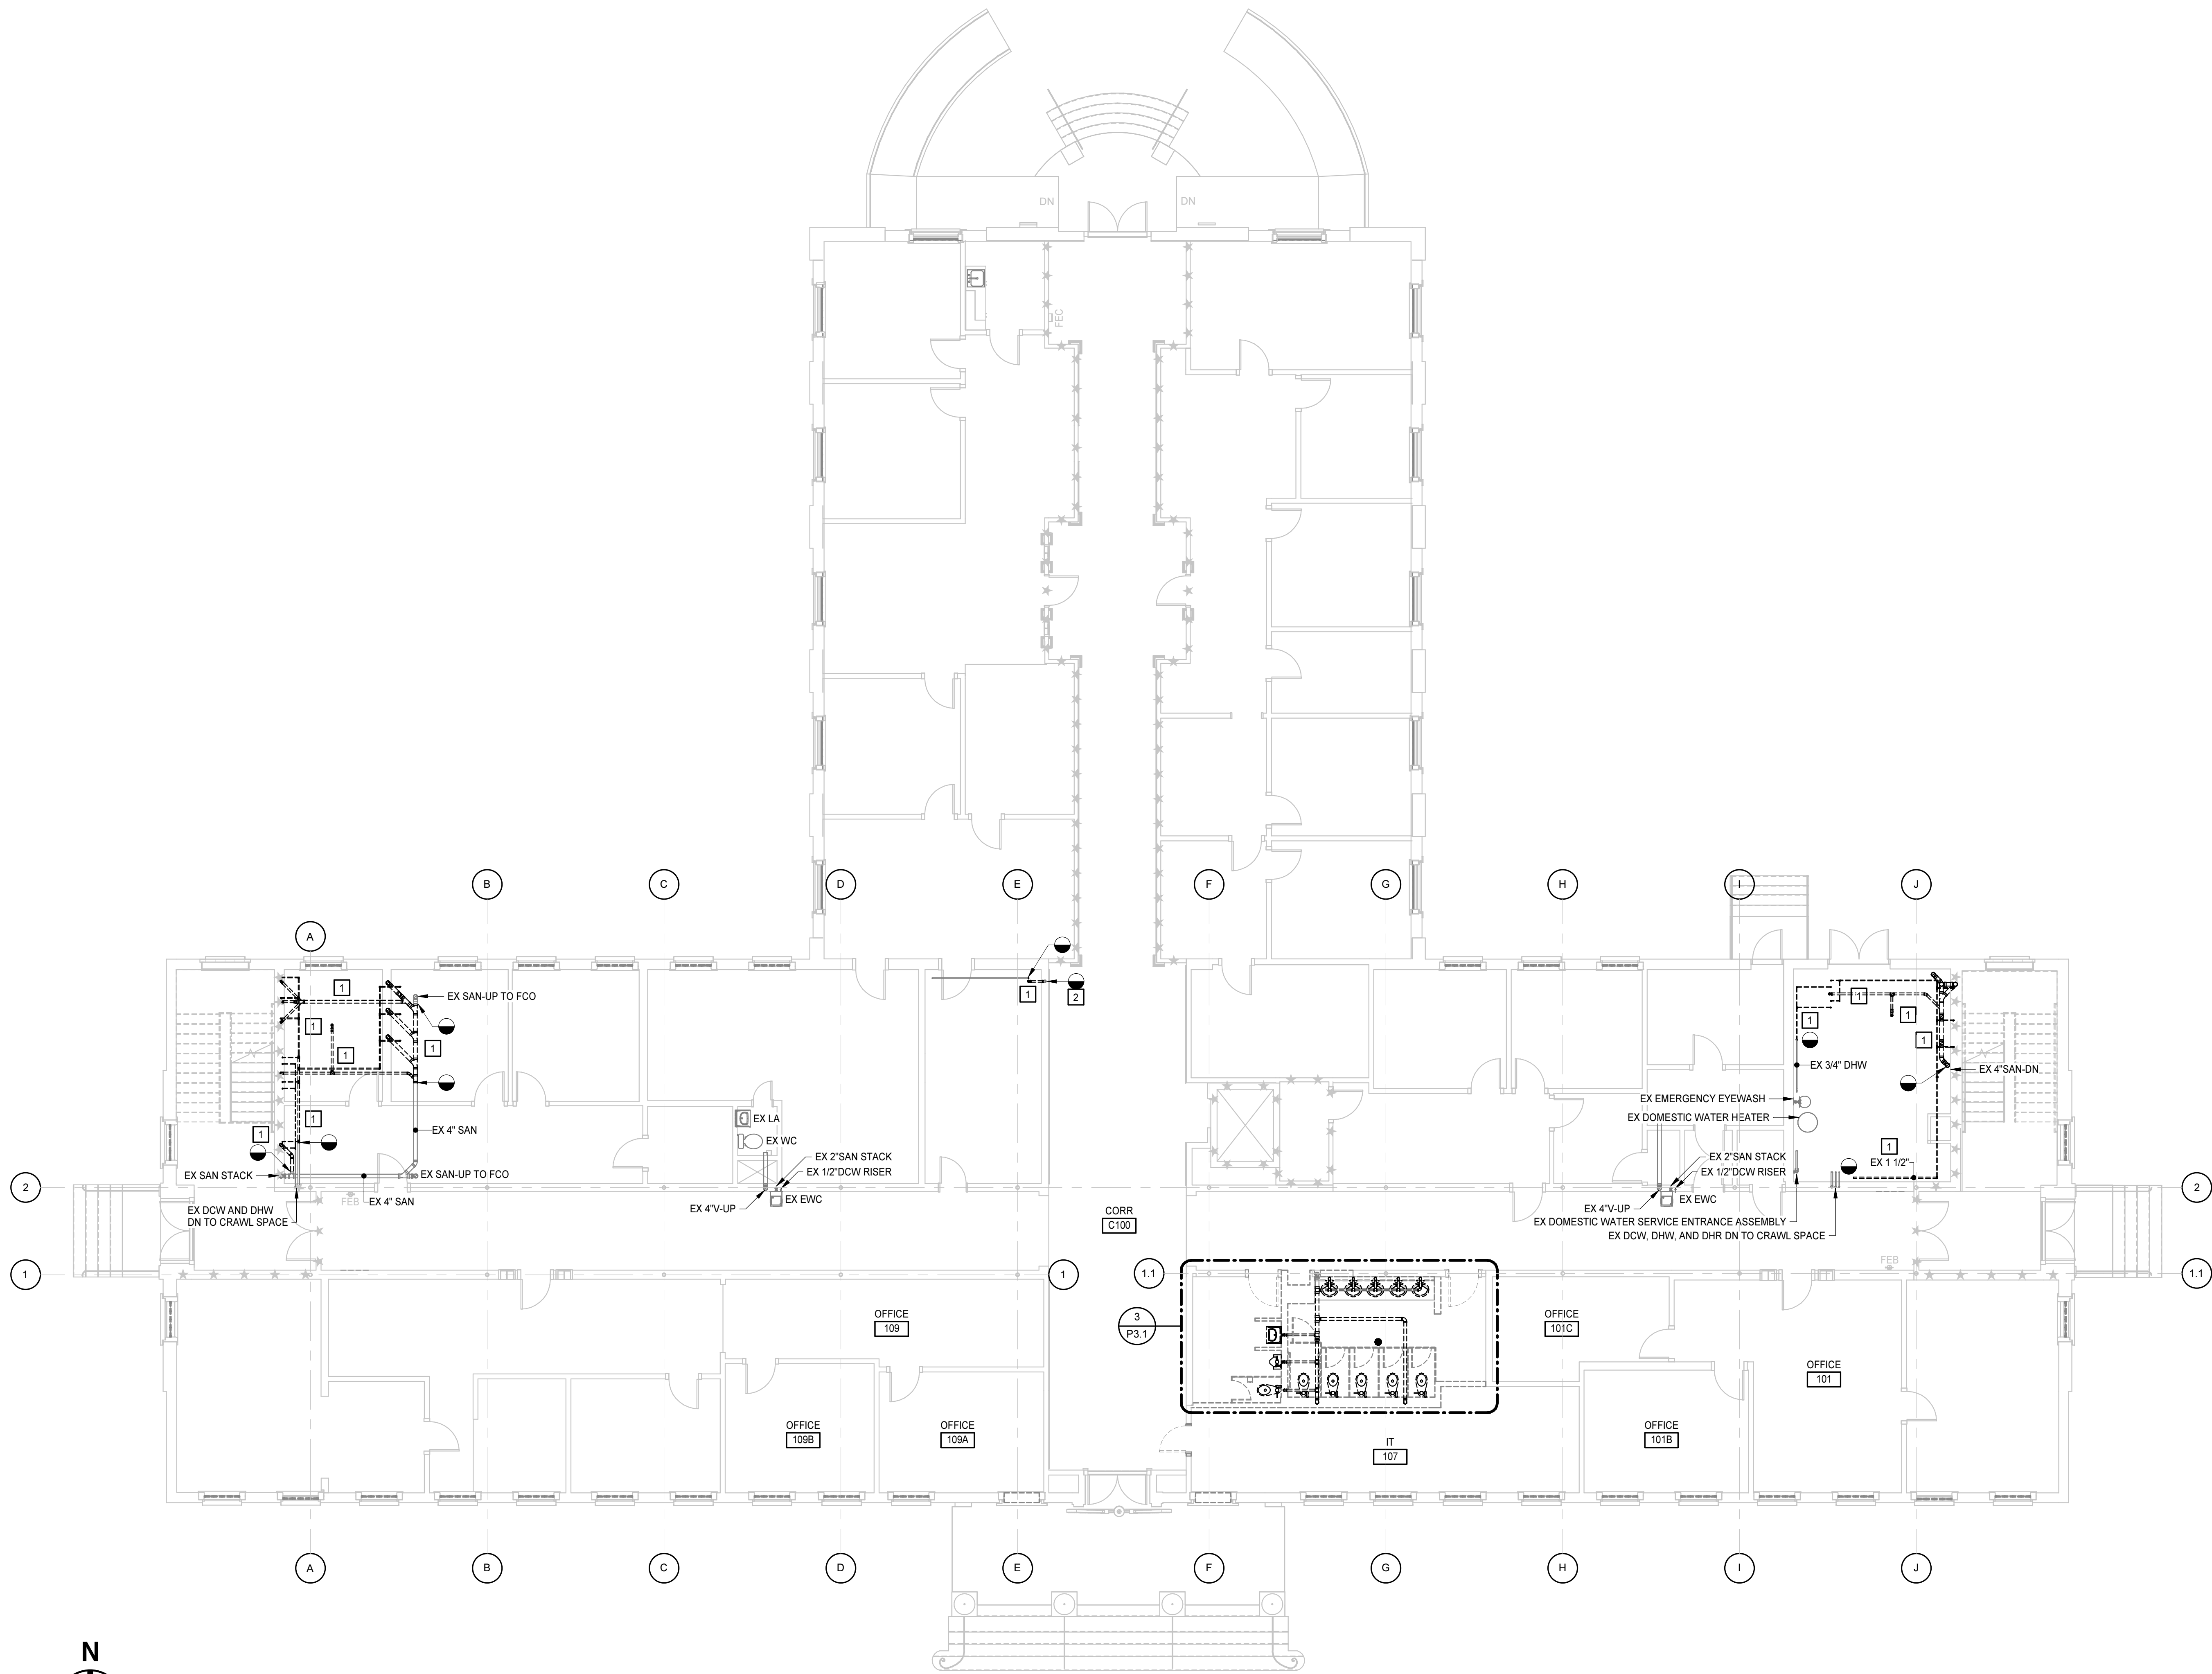 DN
DN
FEC
B
C
D
E
F
G
H
I
J
A
1
EX SAN-UP TO FCO
1
1
1
1
2
1
1
1
1
EX 3/4" DHW
EX 4"SAN-DN
EX EMERGENCY EYEWASH
EX DOMESTIC WATER HEATER
1
EX LA
EX 4" SAN
EX WC
1
1
EX 1 1/2"
EX 2"SAN STACK
EX 2"SAN STACK
EX 1/2"DCW RISER
EX 1/2"DCW RISER
EX SAN STACK
EX SAN-UP TO FCO
2
2
EX 4" SAN
FEB
EX EWC
EX EWC
EX DCW AND DHW
DN TO CRAWL SPACE
EX 4"V-UP
EX 4"V-UP
CORR
C100
EX DOMESTIC WATER SERVICE ENTRANCE ASSEMBLY
EX DCW, DHW, AND DHR DN TO CRAWL SPACE
FEB
1
1
1.1
1.1
OFFICE
109
3
P3.1
OFFICE
101C
OFFICE
101
OFFICE
109B
OFFICE
109A
IT
107
OFFICE
101B
A
B
C
D
E
F
G
H
I
J
N